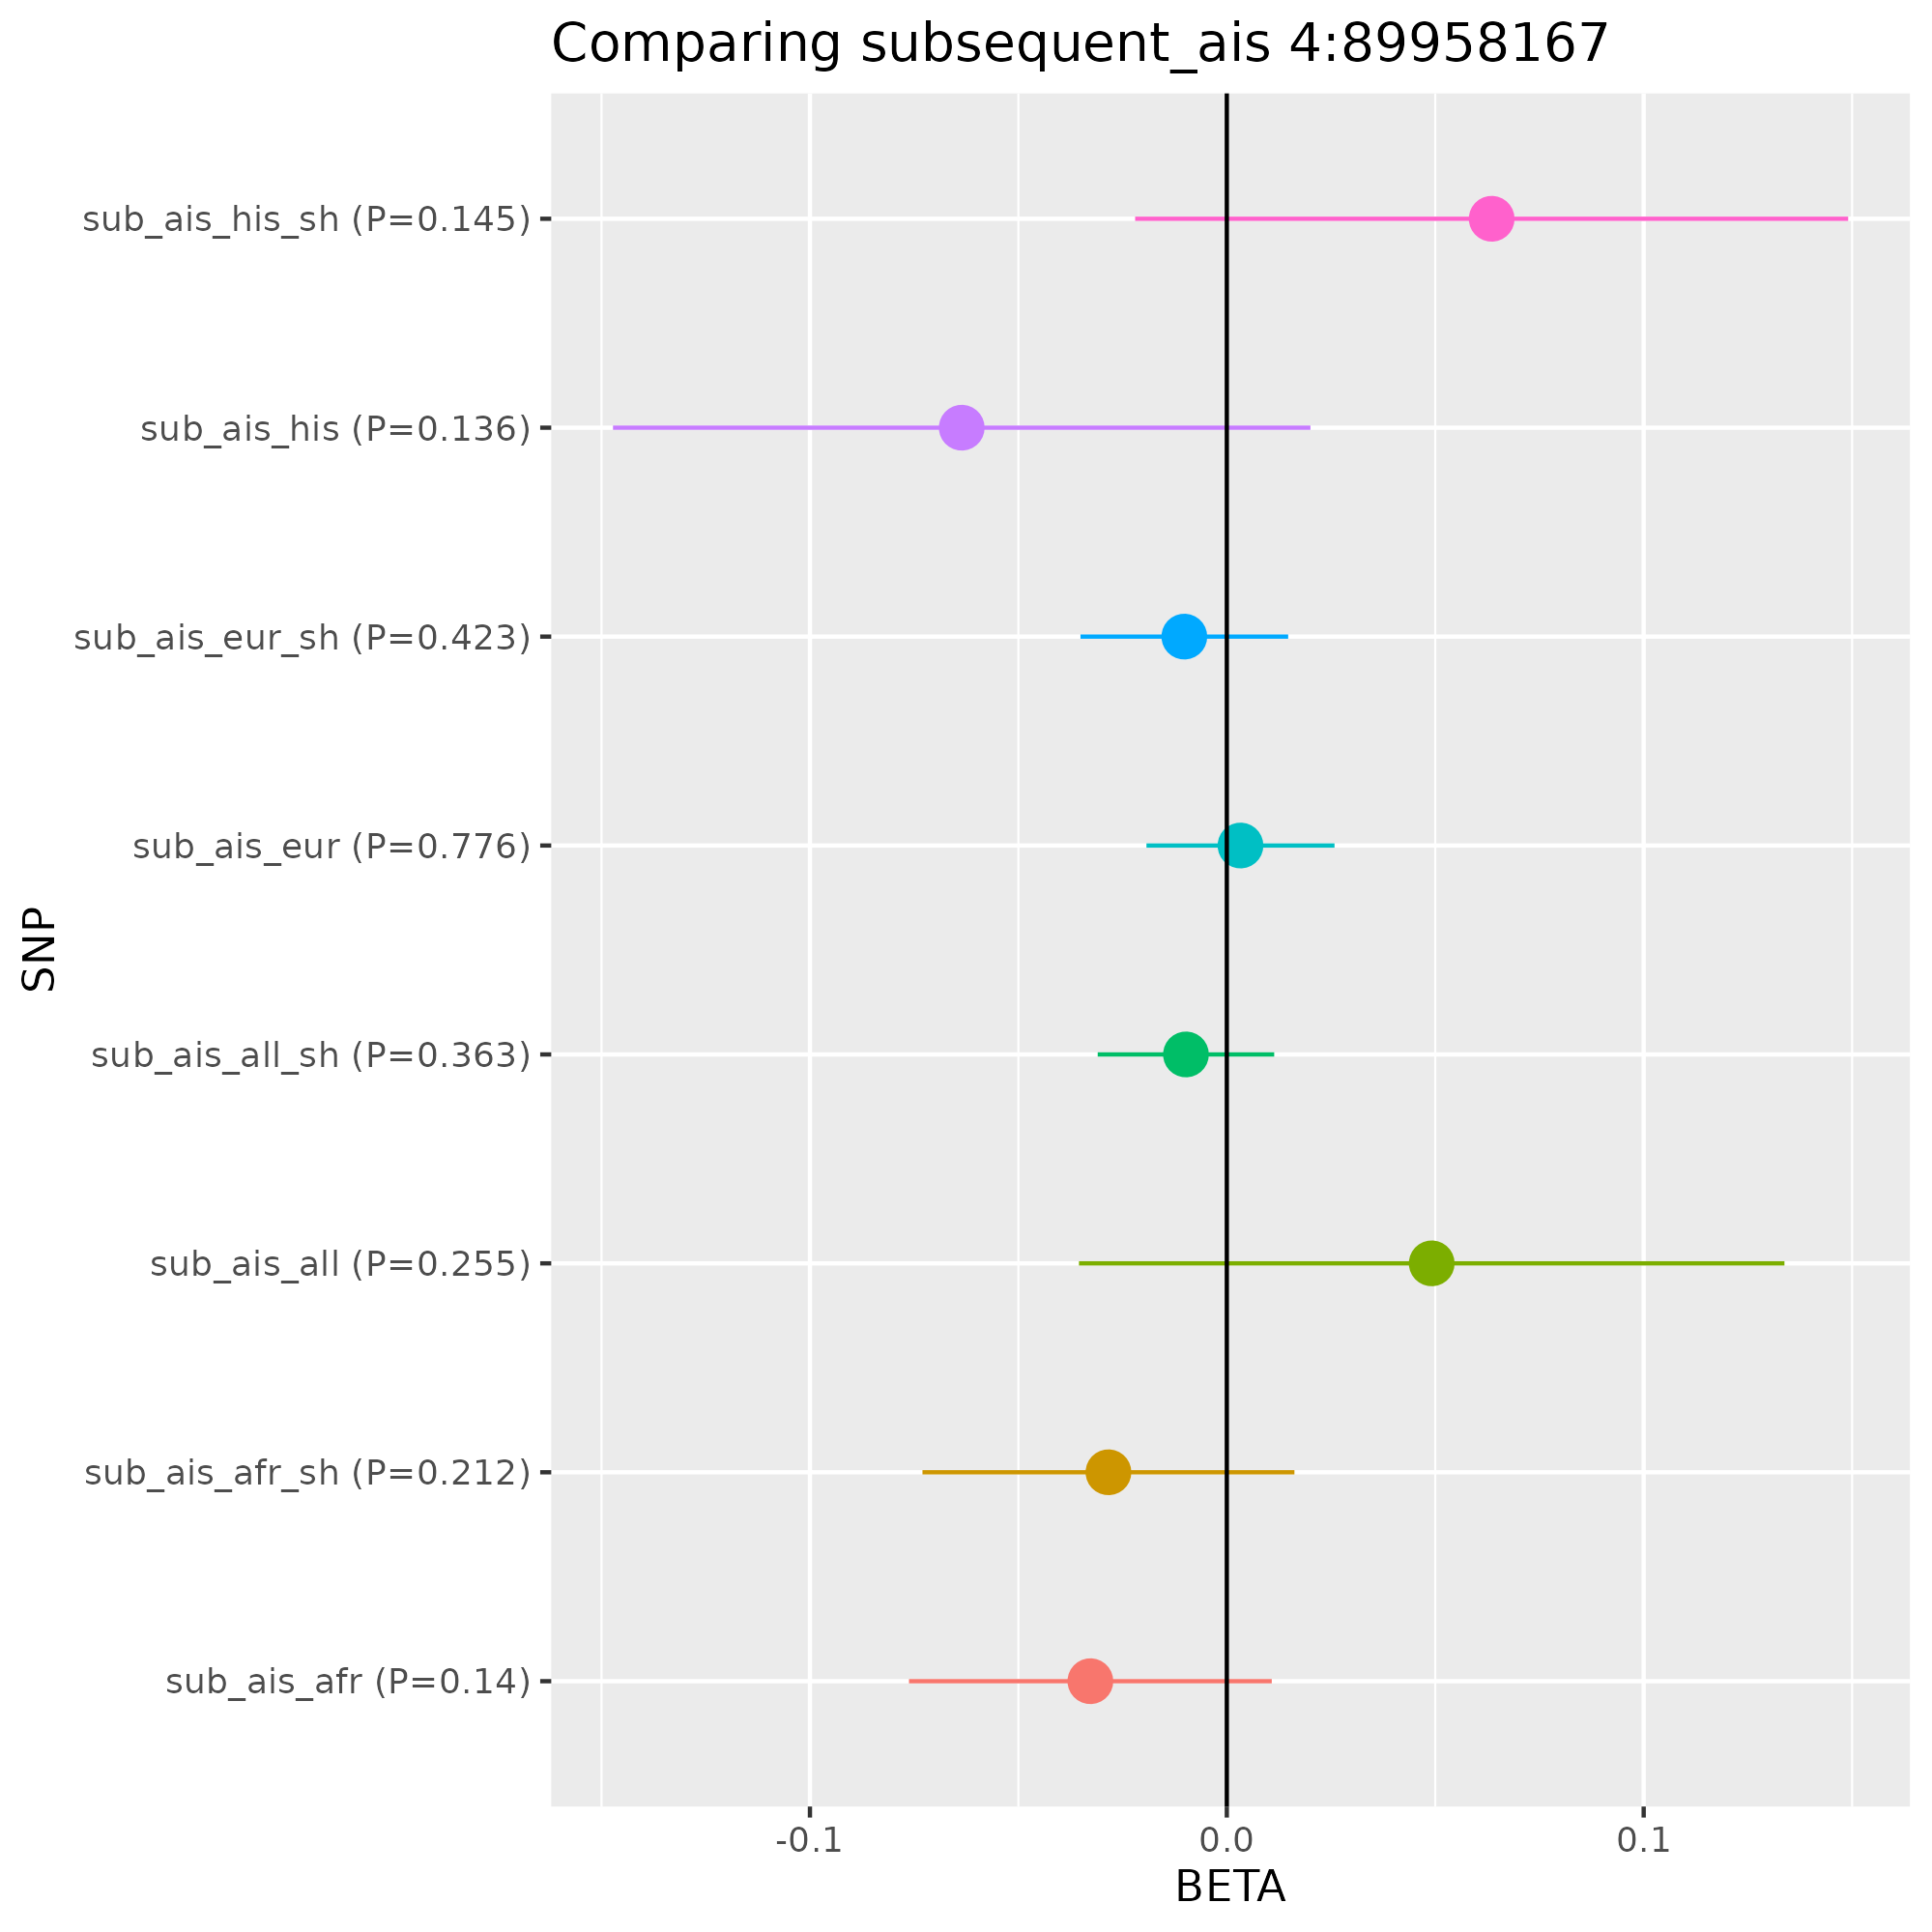 Comparing subsequent_ais 4:89958167
SNP
sub_ais_his_sh (P=0.145)
sub_ais_his (P=0.136)
sub_ais_eur_sh (P=0.423)
sub_ais_eur (P=0.776)
sub_ais_all_sh (P=0.363)
sub_ais_all (P=0.255)
sub_ais_afr_sh (P=0.212)
sub_ais_afr (P=0.14)
-0.1 0.0 0.1
BETA